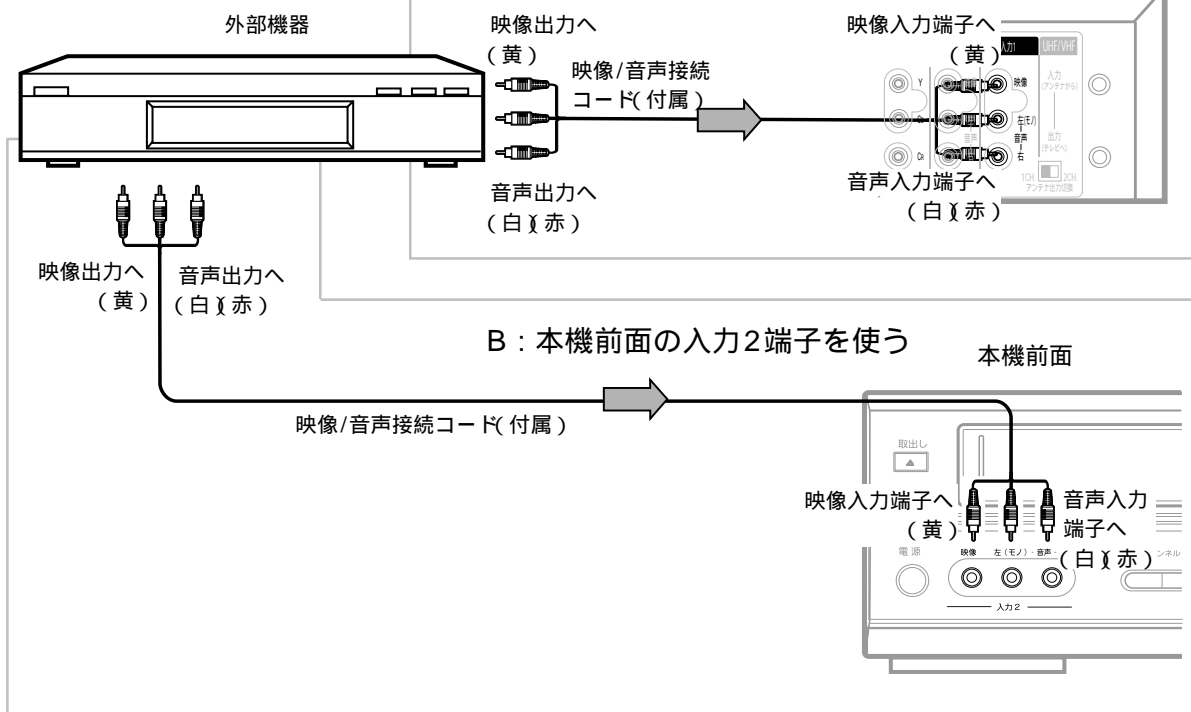 外部機器
映像出力へ
(黄)
映像/音声接続
コード(付属)
音声出力へ
(白)(赤)
映像入力端子へ
(黄)
入力1
UHF/VHF
Y
映像
入力
(アンテナから)
左(モノ)
音声
音声
右
出力
(テレビへ)
CR
1CH
2CH
アンテナ出力切換
音声入力端子へ
(白)(赤)
映像出力へ
(黄)
音声出力へ
(白)(赤)
B:本機前面の入力2端子を使う
本機前面
映像/音声接続コード(付属)
取出し
映像入力端子へ
(黄)
音声入力
端子へ
(白)(赤)
電源
映像
左(モノ)・音声・
ンネル
入力2